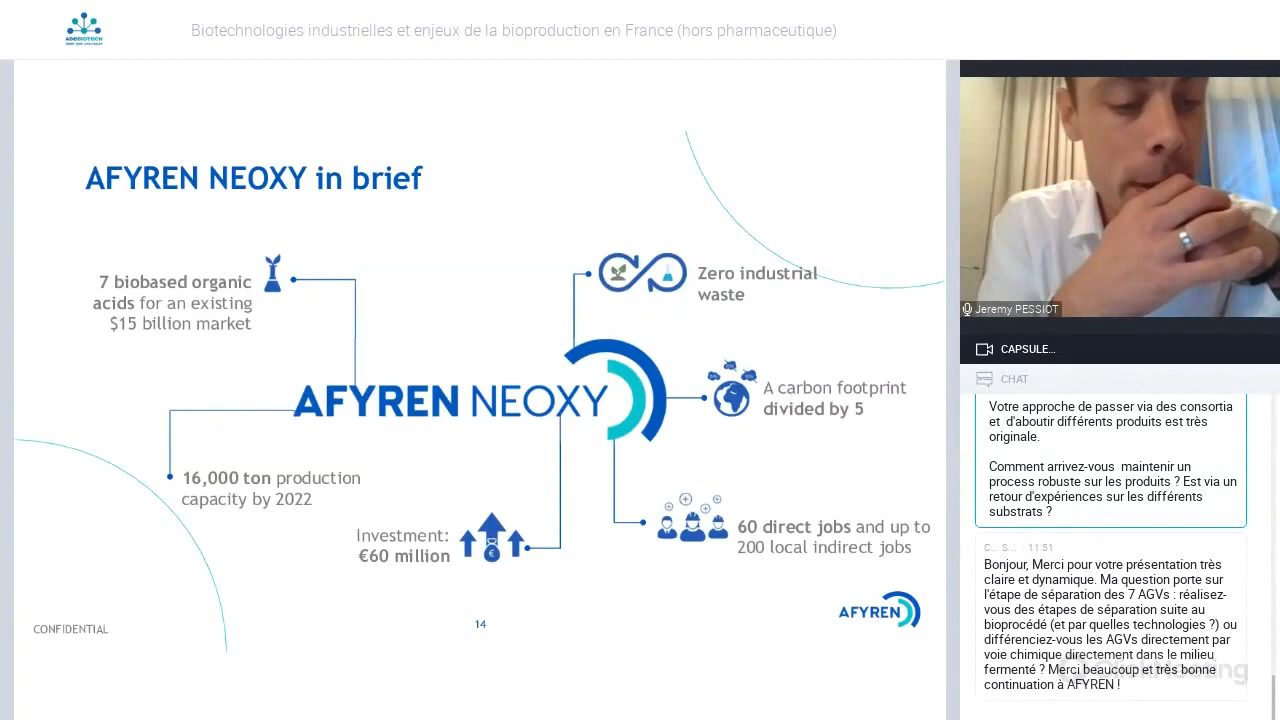 ADEBIOTECH
Biotechnologies industrielles et enjeux de la bioproduction en France (hors pharmaceutique)
AFYREN NEOXY in brief
7 biobased organic
acids for an existing
$15 billion market
Zero industrial
waste
AFYREN NEOXY
A carbon footprint
divided by 5
16,000 ton production
capacity by 2022
Investment:
€60 million
60 direct jobs and up to
200 local indirect jobs
AFYREN
CONFIDENTIAL
14
Jeremy PESSIOT
CAPSULE...
CHAT
Votre approche de passer via des consortia
et d'aboutir différents produits est très
originale.
Comment arrivez-vous maintenir un
process robuste sur les produits ? Est via un
retour d'expériences sur les différents
substrats ?
C... S... 11:51
Bonjour, Merci pour votre présentation très
claire et dynamique. Ma question porte sur
l'étape de séparation des 7 AGVs : réalisez-
vous des étapes de séparation suite au
bioprocédé (et par quelles technologies ?) ou
différenciez-vous les AGVs directement par
voie chimique directement dans le milieu
fermenté ? Merci beaucoup et très bonne
continuation à AFYREN !
ClickMeeting